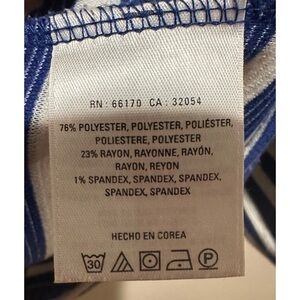 RN : 66170 CA : 32054
76% POLYESTER, POLYESTER, POLIÉSTER,
POLIESTERE, POLYESTER
23% RAYON, RAYONNE, RAYÓN,
RAYON, REYON
1% SPANDEX, SPANDEX, SPANDEX,
SPANDEX, SPANDEX
HECHO EN COREA
30 P